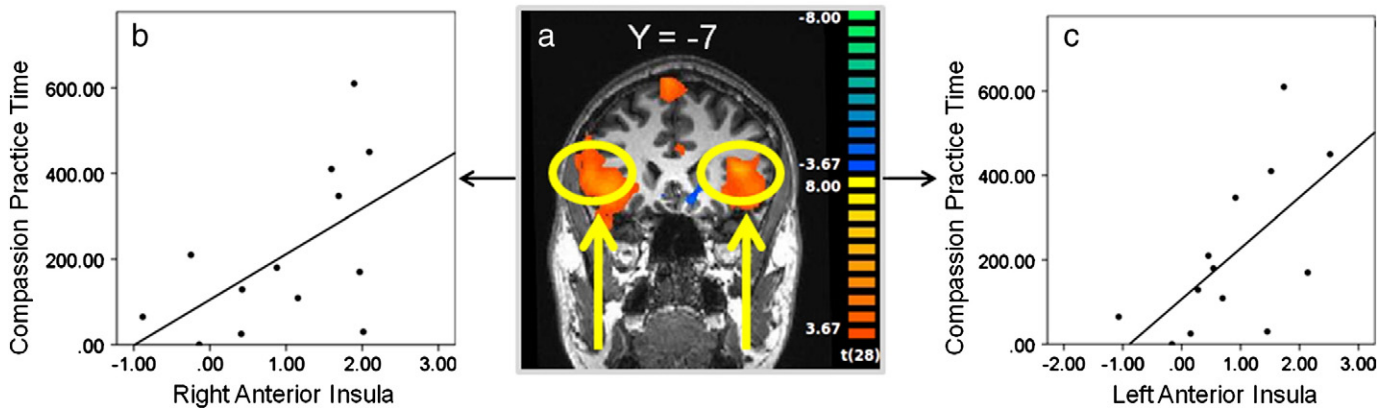 b
Compassion Practice Time
600.00
400.00
200.00
.00
-1.00 .00 1.00 2.00 3.00
Right Anterior Insula
a
Y = -7
-8.00
-3.67
8.00
3.67
t(28)
c
Compassion Practice Time
600.00
400.00
200.00
.00
-2.00 -1.00 .00 1.00 2.00 3.00
Left Anterior Insula